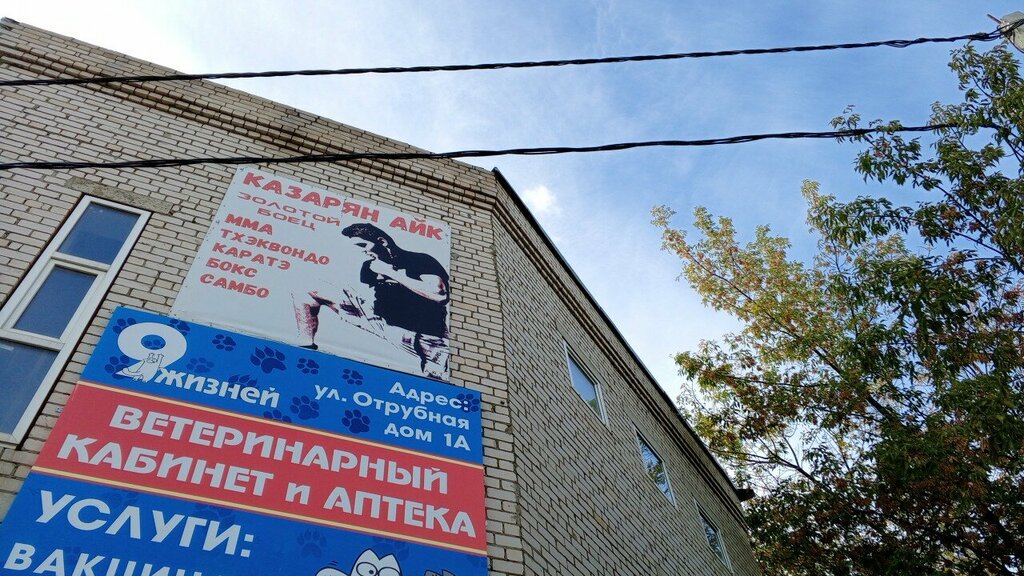 КАЗАРЯН АЙК
ЗОЛОТОЙ
БОЕЦ
ММА
ТХЭКВОНДО
КАРАТЭ
БОКС
САМБО
9 жизней
Адрес:
ул. Отрубная
дом 1А
ВЕТЕРИНАРНЫЙ
КАБИНЕТ и АПТЕКА
УСЛУГИ: